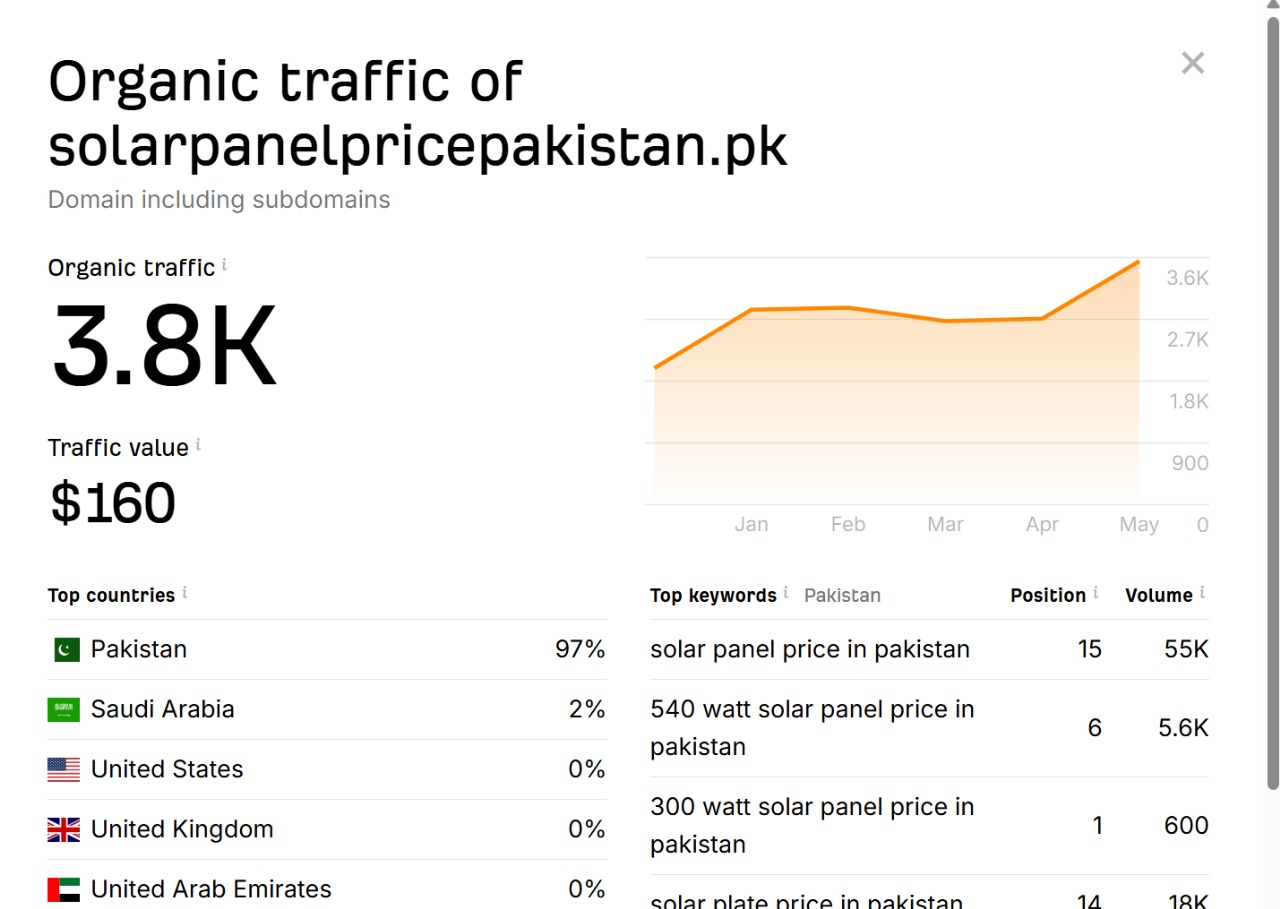 Organic traffic of
solarpanelpricepakistan.pk
Domain including subdomains
Organic traffic i
3.8K
Traffic value i
$160
3.6K
2.7K
1.8K
900
Jan Feb Mar Apr May 0
Top countries i
Pakistan 97%
Saudi Arabia 2%
United States 0%
United Kingdom 0%
United Arab Emirates 0%
Top keywords i Pakistan Position i Volume i
solar panel price in pakistan 15 55K
540 watt solar panel price in
pakistan 6 5.6K
300 watt solar panel price in
pakistan 1 600
solar plate price in pakistan 14 18K